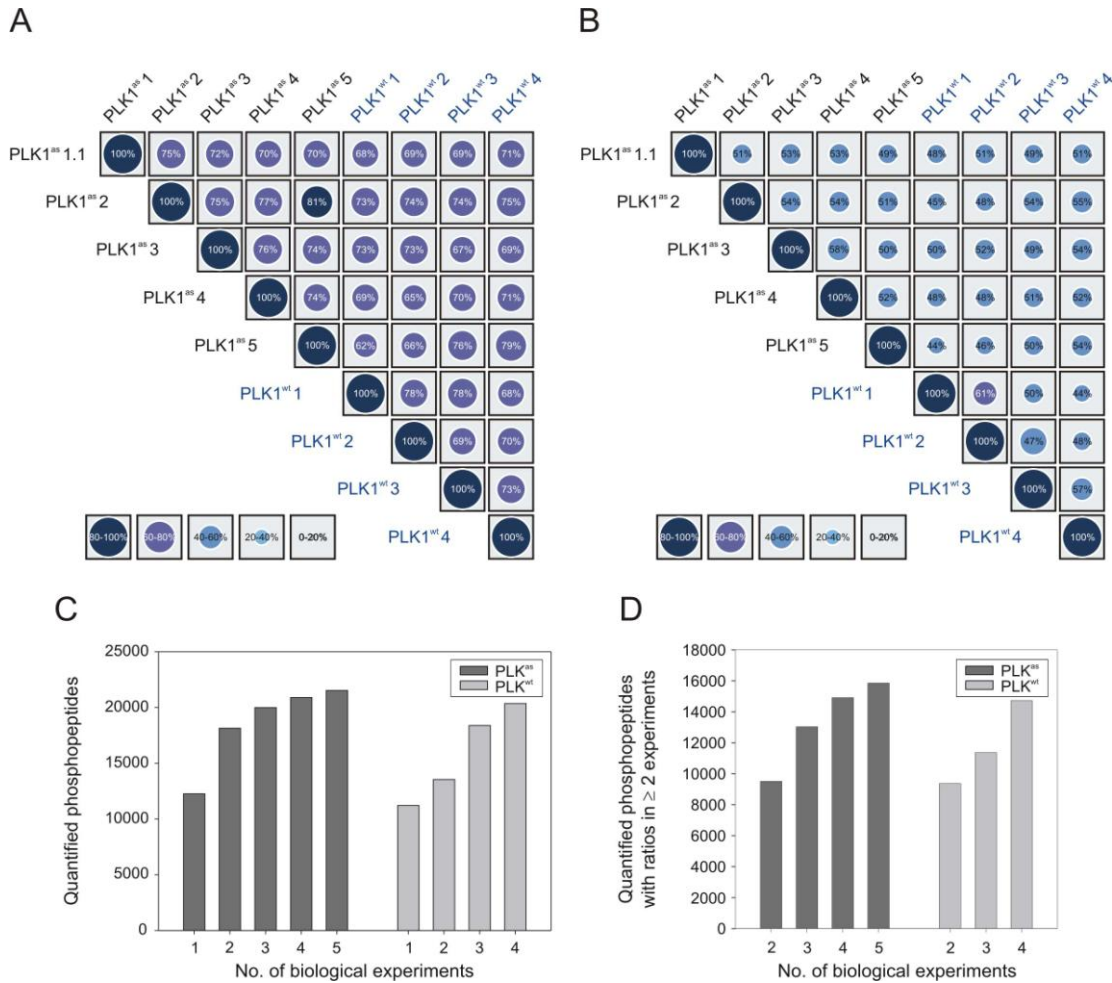 A
PLK1as 1
PLK1as 2
PLK1as 3
PLK1as 4
PLK1as 5
PLK1wt 1
PLK1wt 2
PLK1wt 3
PLK1wt 4
PLK1as 1.1
100% 75% 72% 70% 70% 68% 69% 69% 71%
PLK1as 2
100% 75% 77% 81% 73% 74% 74% 75%
PLK1as 3
100% 76% 74% 73% 73% 67% 69%
PLK1as 4
100% 74% 69% 65% 70% 71%
PLK1as 5
100% 62% 66% 76% 79%
PLK1wt 1
100% 78% 78% 68%
PLK1wt 2
100% 69% 70%
PLK1wt 3
100% 73%
PLK1wt 4
100%
80-100% 60-80% 40-60% 20-40% 0-20%
B
PLK1as 1
PLK1as 2
PLK1as 3
PLK1as 4
PLK1as 5
PLK1wt 1
PLK1wt 2
PLK1wt 3
PLK1wt 4
PLK1as 1.1
100% 51% 53% 53% 49% 48% 51% 49% 51%
PLK1as 2
100% 54% 54% 51% 45% 48% 54% 55%
PLK1as 3
100% 58% 50% 50% 52% 49% 54%
PLK1as 4
100% 52% 48% 48% 51% 52%
PLK1as 5
100% 44% 46% 50% 54%
PLK1wt 1
100% 61% 50% 44%
PLK1wt 2
100% 47% 48%
PLK1wt 3
100% 57%
PLK1wt 4
100%
80-100% 60-80% 40-60% 20-40% 0-20%
C
Quantified phosphopeptides
25000
20000
15000
10000
5000
0
PLKas
PLKwt
1 2 3 4 5 1 2 3 4
No. of biological experiments
D
Quantified phosphopeptides
with ratios in ≥ 2 experiments
18000
16000
14000
12000
10000
8000
6000
4000
2000
0
PLKas
PLKwt
2 3 4 5 2 3 4
No. of biological experiments